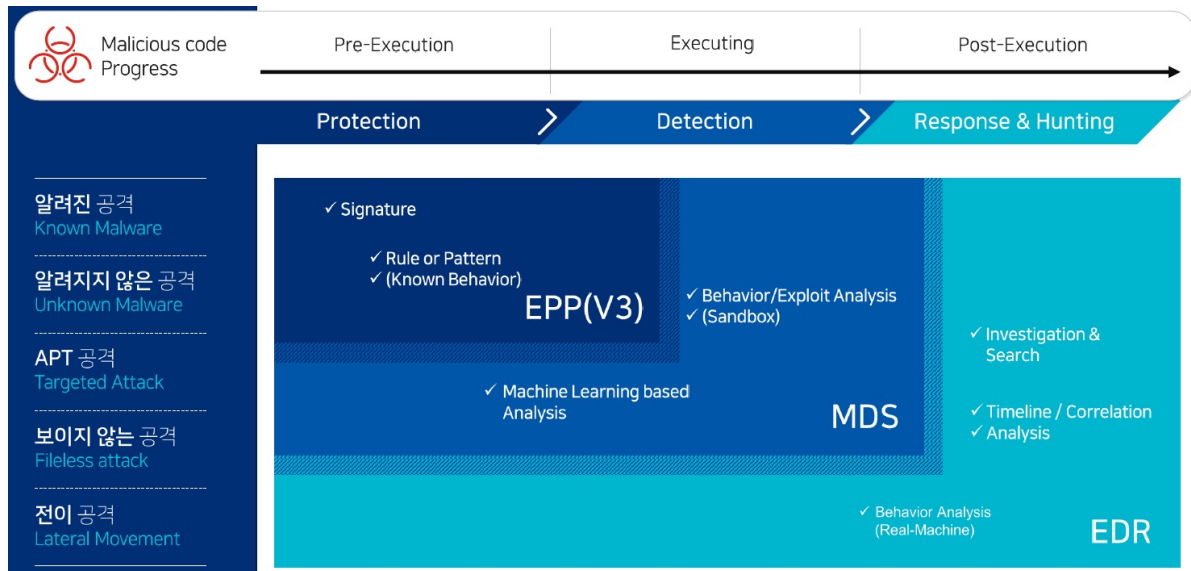 Malicious code
Progress
Pre-Execution
Executing
Post-Execution
Protection
Detection
Response & Hunting
알려진 공격
Known Malware
알려지지 않은 공격
Unknown Malware
APT 공격
Targeted Attack
보이지 않는 공격
Fileless attack
전이 공격
Lateral Movement
✓ Signature
✓ Rule or Pattern
✓ (Known Behavior)
EPP(V3)
✓ Behavior/Exploit Analysis
✓ (Sandbox)
✓ Machine Learning based
Analysis
MDS
✓ Investigation &
Search
✓ Timeline / Correlation
✓ Analysis
✓ Behavior Analysis
(Real-Machine)
EDR